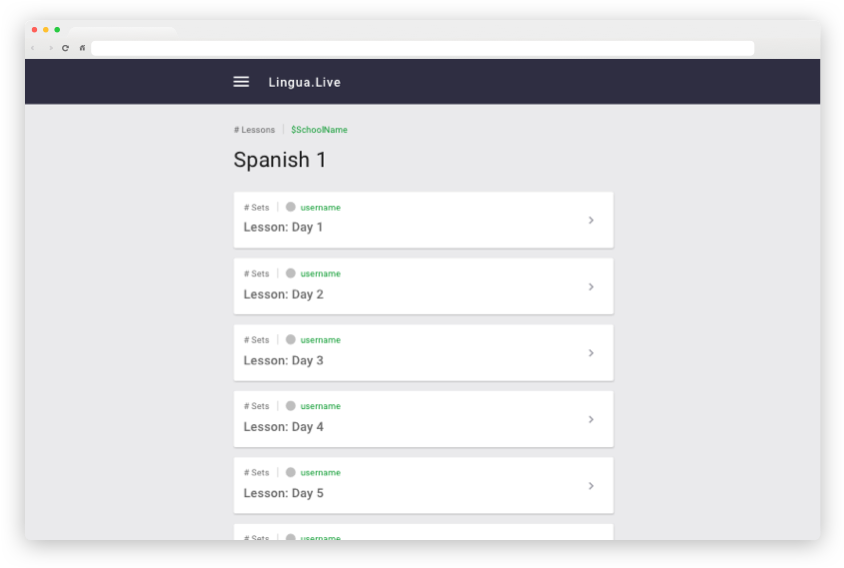 Lingua.Live
# Lessons | $SchoolName
Spanish 1
# Sets | username
Lesson: Day 1
# Sets | username
Lesson: Day 2
# Sets | username
Lesson: Day 3
# Sets | username
Lesson: Day 4
# Sets | username
Lesson: Day 5
# Sets | username